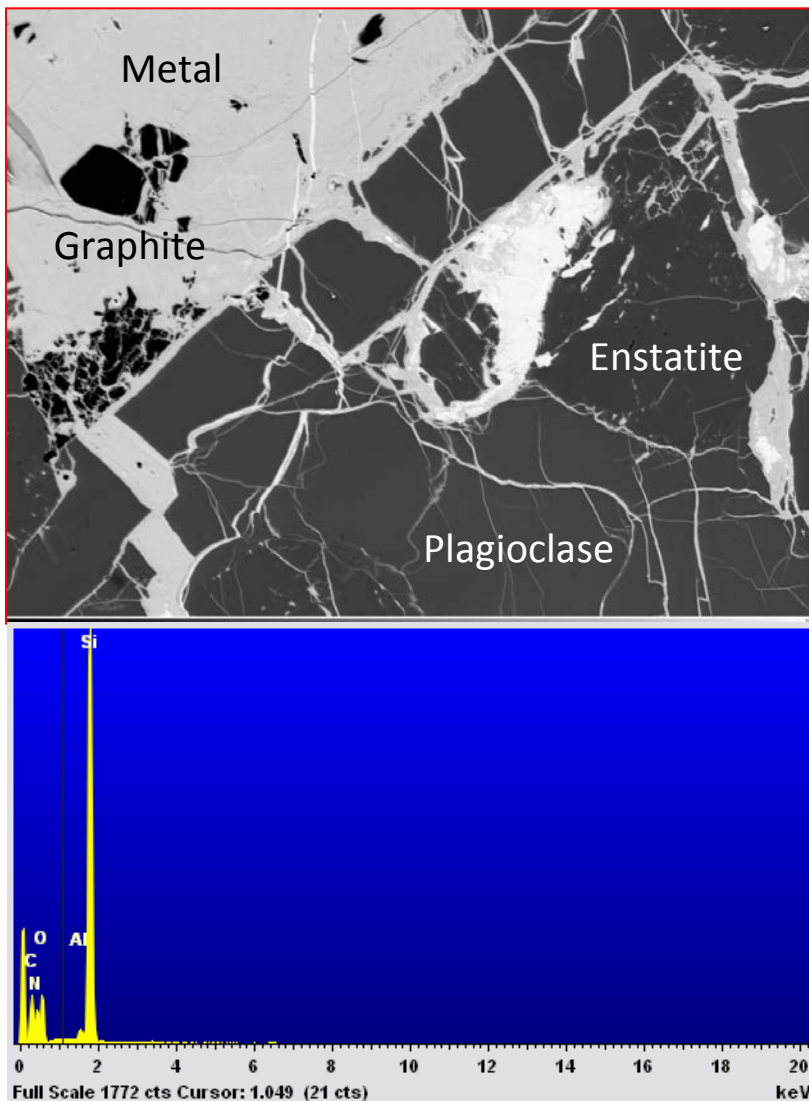 Metal
Graphite
Enstatite
Plagioclase
Si
O
Al
C
N
0 2 4 6 8 10 12 14 16 18 20
Full Scale 1772 cts Cursor: 1.049 (21 cts) keV